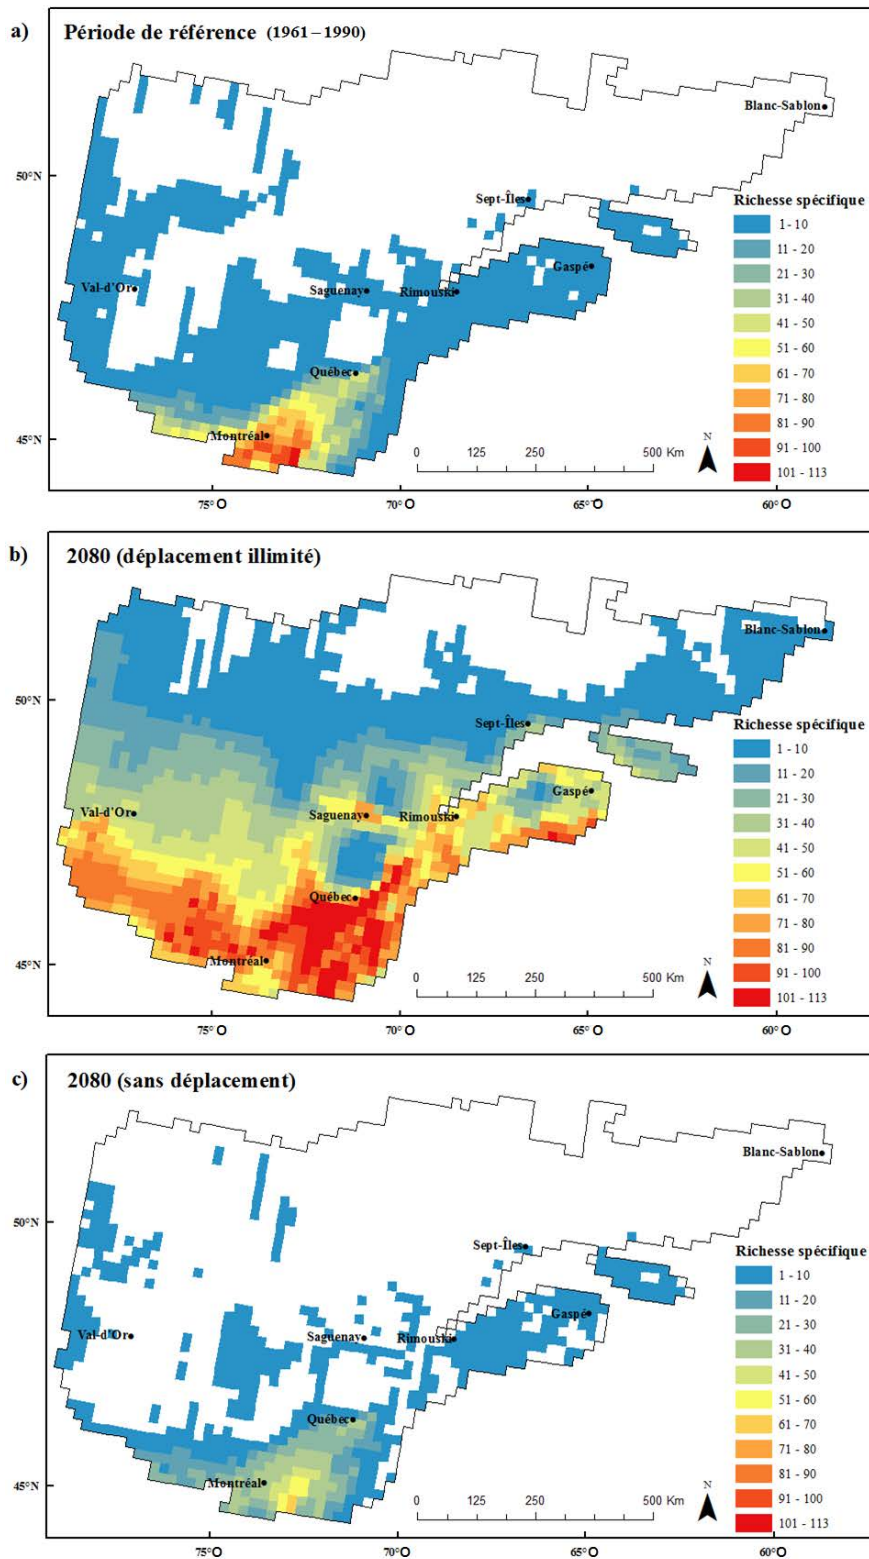 a)
Période de référence (1961–1990)
Blanc-Sablon
50°N
Sept-Îles
Gaspé
Val-d'Or
Saguenay
Rimouski
Québec
Montréal
45°N
Richesse spécifique
1 - 10
11 - 20
21 - 30
31 - 40
41 - 50
51 - 60
61 - 70
71 - 80
81 - 90
91 - 100
101 - 113
0 125 250 500 Km
N
75°O 70°O 65°O 60°O
b)
2080 (déplacement illimité)
Blanc-Sablon
50°N
Sept-Îles
Gaspé
Val-d'Or
Saguenay
Rimouski
Québec
Montréal
45°N
Richesse spécifique
1 - 10
11 - 20
21 - 30
31 - 40
41 - 50
51 - 60
61 - 70
71 - 80
81 - 90
91 - 100
101 - 113
0 125 250 500 Km
N
75°O 70°O 65°O 60°O
c)
2080 (sans déplacement)
Blanc-Sablon
50°N
Sept-Îles
Gaspé
Val-d'Or
Saguenay
Rimouski
Québec
Montréal
45°N
Richesse spécifique
1 - 10
11 - 20
21 - 30
31 - 40
41 - 50
51 - 60
61 - 70
71 - 80
81 - 90
91 - 100
101 - 113
0 125 250 500 Km
N
75°O 70°O 65°O 60°O